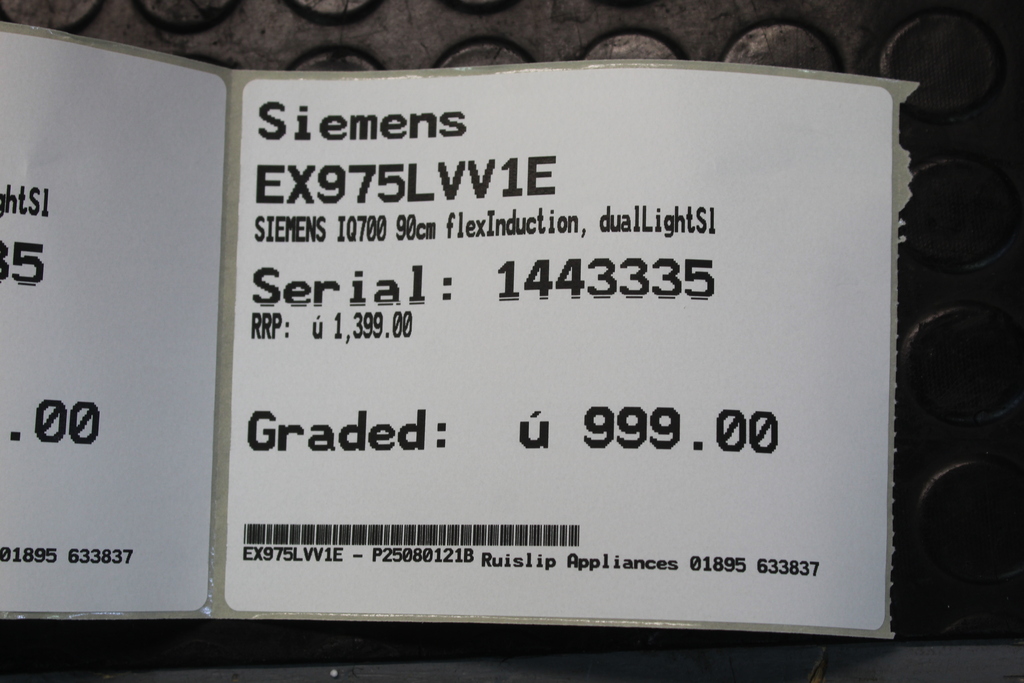 ghtSl
35
.00
01895 633837
Siemens
EX975LVV1E
SIEMENS IQ700 90cm flexInduction, dualLightSl
Serial: 1443335
RRP: ú 1,399.00
Graded: ú 999.00
EX975LVV1E - P25080121B Ruislip Appliances 01895 633837